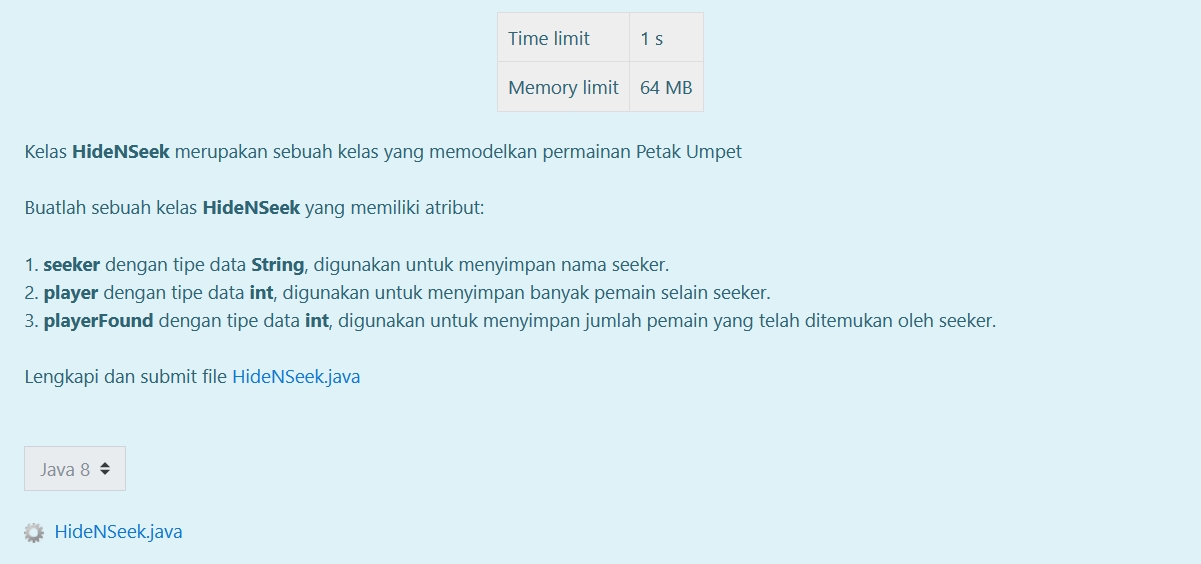 Time limit 1 s
Memory limit 64 MB
Kelas HideNSeek merupakan sebuah kelas yang memodelkan permainan Petak Umpet
Buatlah sebuah kelas HideNSeek yang memiliki atribut:
1. seeker dengan tipe data String, digunakan untuk menyimpan nama seeker.
2. player dengan tipe data int, digunakan untuk menyimpan banyak pemain selain seeker.
3. playerFound dengan tipe data int, digunakan untuk menyimpan jumlah pemain yang telah ditemukan oleh seeker.
Lengkapi dan submit file HideNSeek.java
Java 8
HideNSeek.java